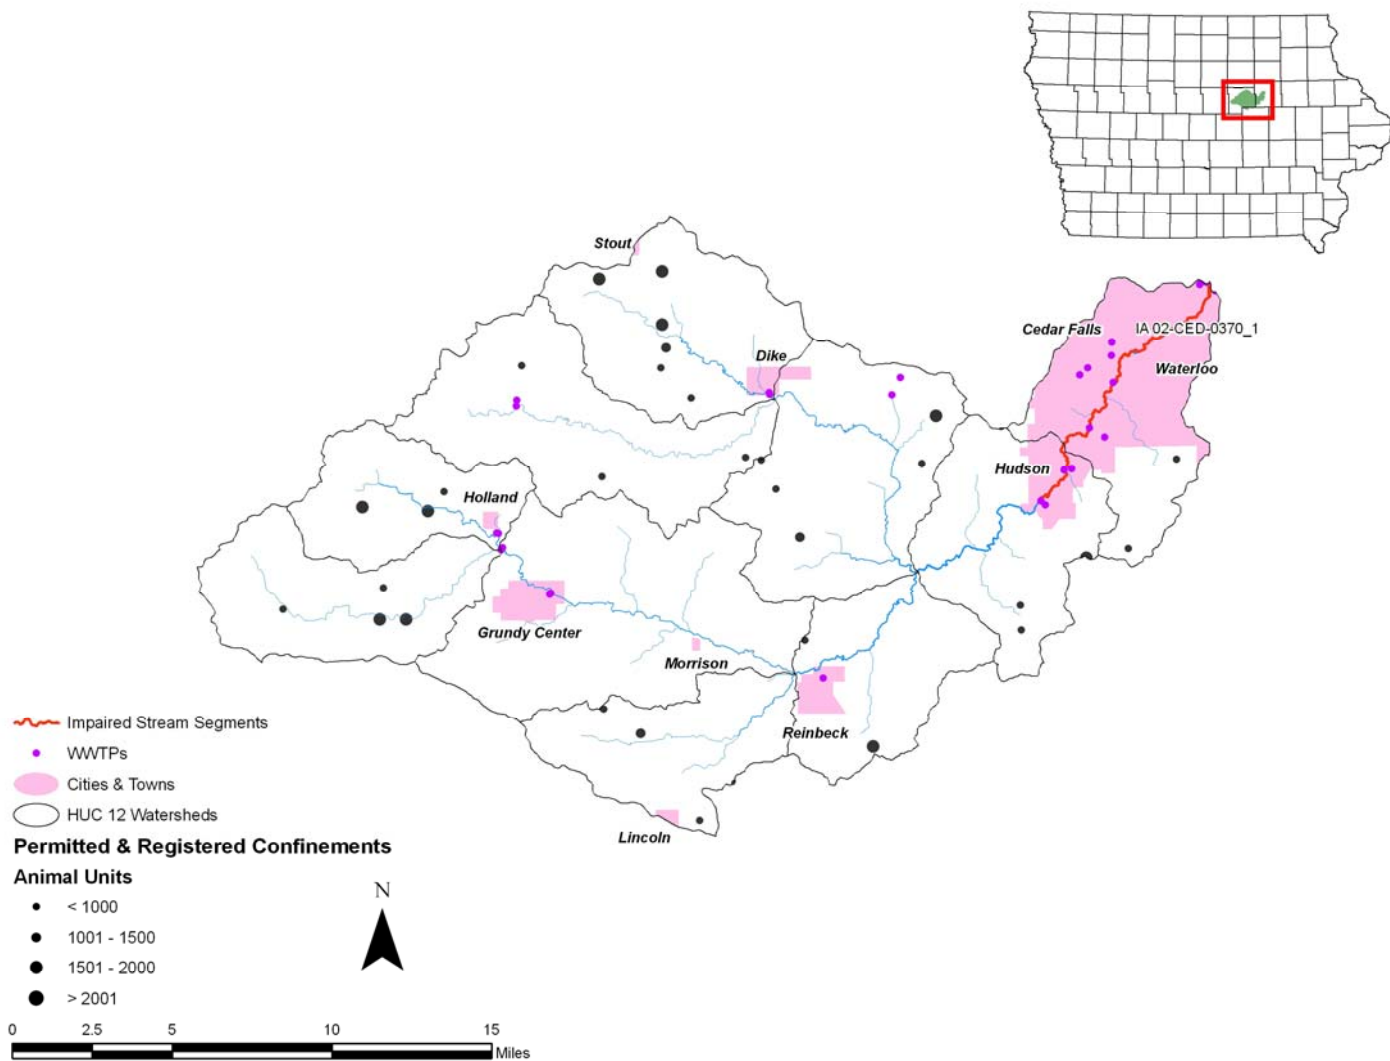 Stout
Cedar Falls
IA 02-CED-0370_1
Dike
Waterloo
Hudson
Holland
Grundy Center
Morrison
Reinbeck
Lincoln
Impaired Stream Segments
WWTPs
Cities & Towns
HUC 12 Watersheds
Permitted & Registered Confinements
Animal Units
< 1000
1001 - 1500
1501 - 2000
> 2001
N
0 2.5 5 10 15
Miles